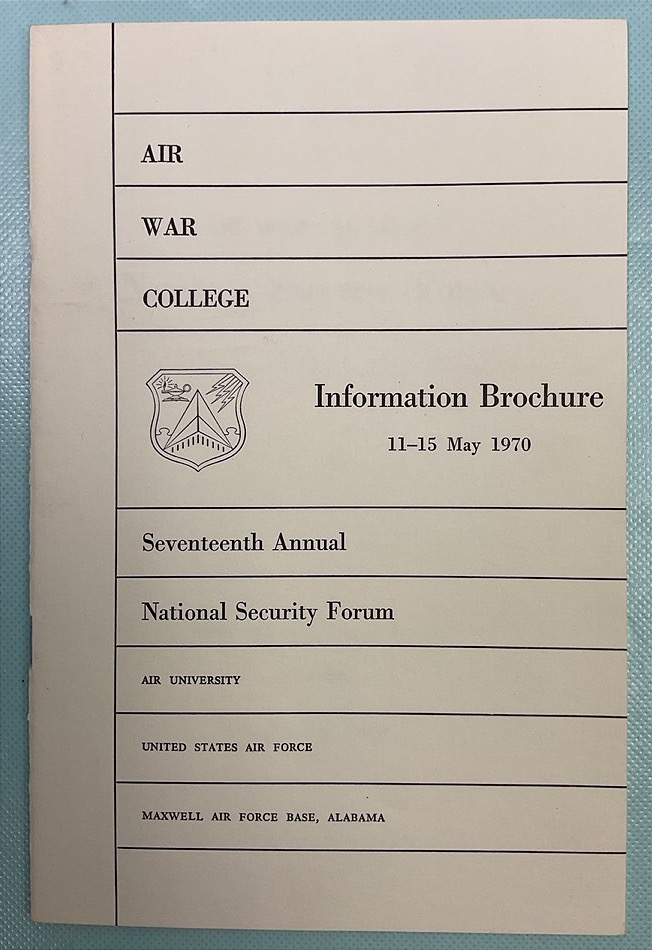 AIR
WAR
COLLEGE
Information Brochure
11–15 May 1970
Seventeenth Annual
National Security Forum
AIR UNIVERSITY
UNITED STATES AIR FORCE
MAXWELL AIR FORCE BASE, ALABAMA